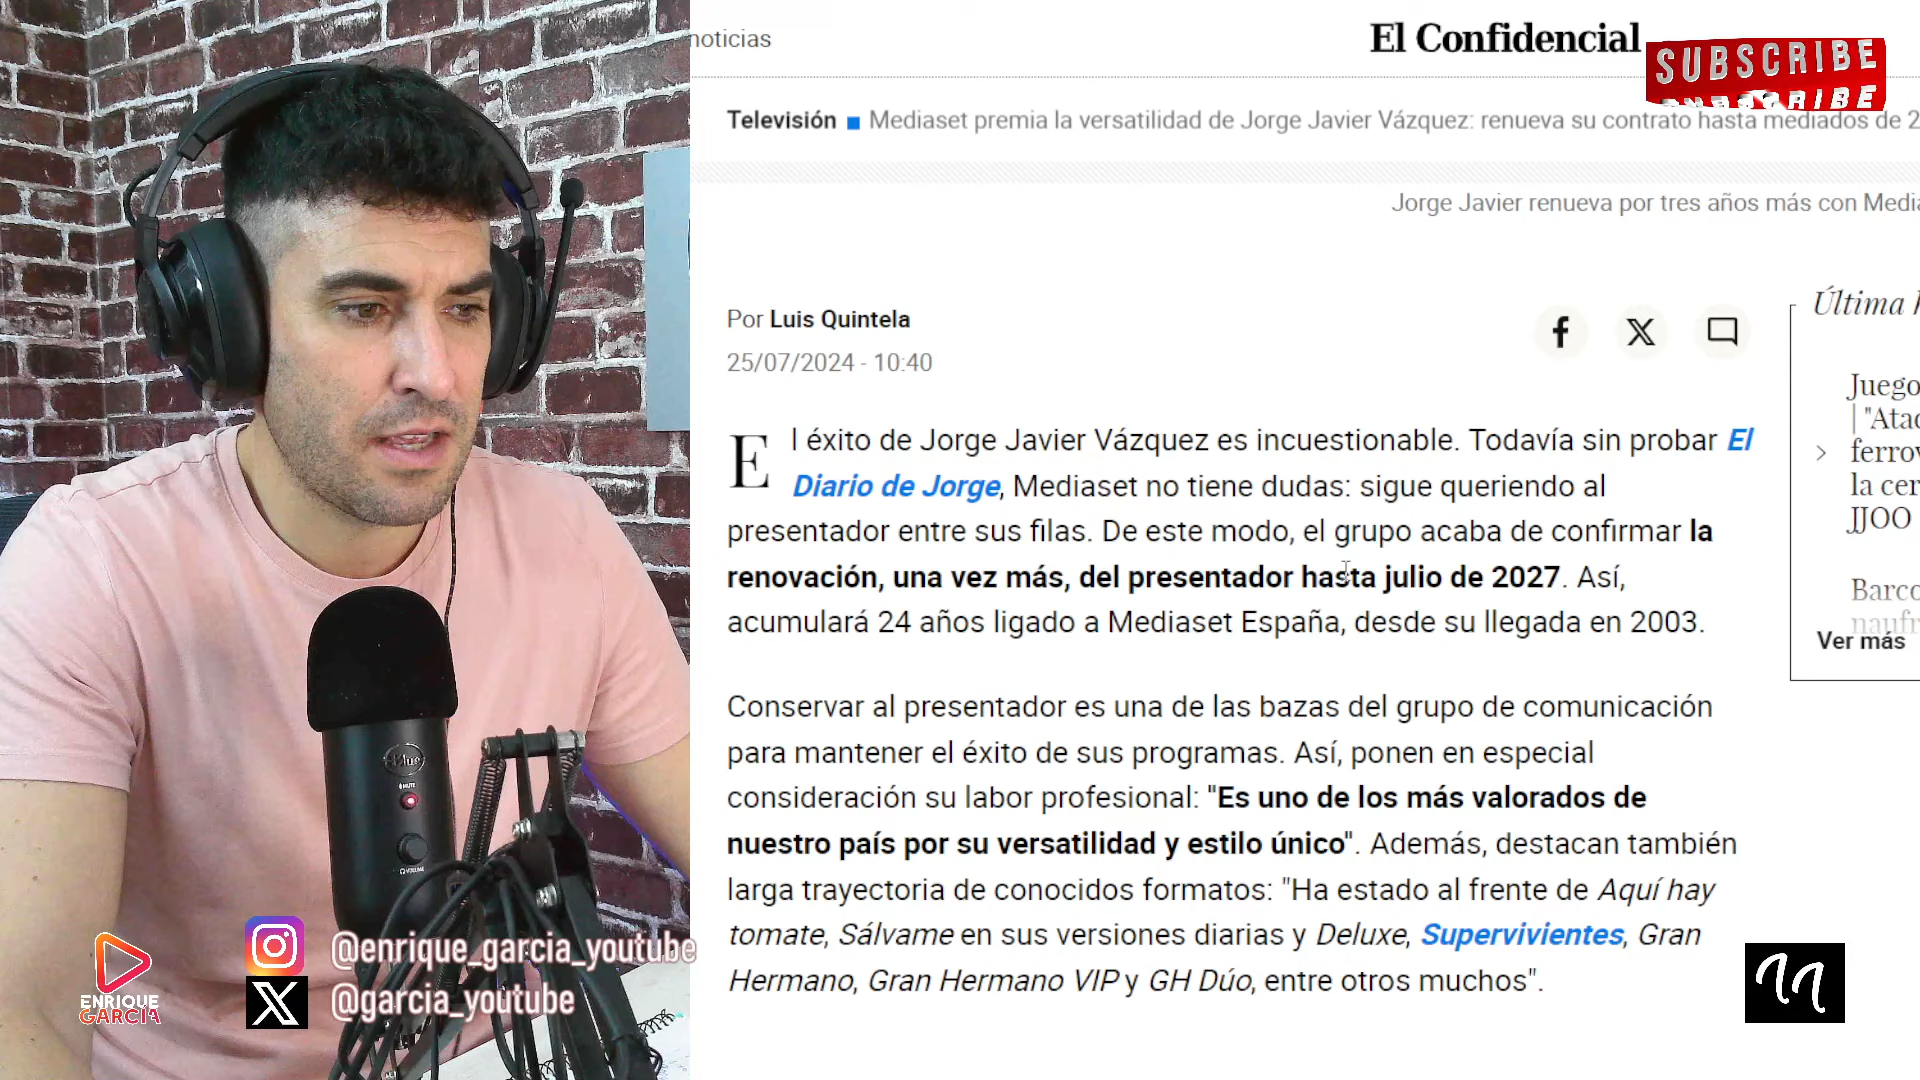 noticias
El Confidencial
SUBSCRIBE
SUBSCRIBE
Televisión Mediaset premia la versatilidad de Jorge Javier Vázquez: renueva su contrato hasta mediados de 2
Jorge Javier renueva por tres años más con Media
Por Luis Quintela
25/07/2024 - 10:40
El éxito de Jorge Javier Vázquez es incuestionable. Todavía sin probar El
Diario de Jorge, Mediaset no tiene dudas: sigue queriendo al
presentador entre sus filas. De este modo, el grupo acaba de confirmar la
renovación, una vez más, del presentador hasta julio de 2027. Así,
acumulará 24 años ligado a Mediaset España, desde su llegada en 2003.
Conservar al presentador es una de las bazas del grupo de comunicación
para mantener el éxito de sus programas. Así, ponen en especial
consideración su labor profesional: "Es uno de los más valorados de
nuestro país por su versatilidad y estilo único". Además, destacan también
larga trayectoria de conocidos formatos: "Ha estado al frente de Aquí hay
tomate, Sálvame en sus versiones diarias y Deluxe, Supervivientes, Gran
Hermano, Gran Hermano VIP y GH Dúo, entre otros muchos".
Última h
Juego
| "Atac
ferrov
la cer
JJOO
Barco
naufr
Ver más
Blue
MUTE
VOLUME
ENRIQUE
GARCIA
@enrique_garcia_youtube
@garcia_youtube